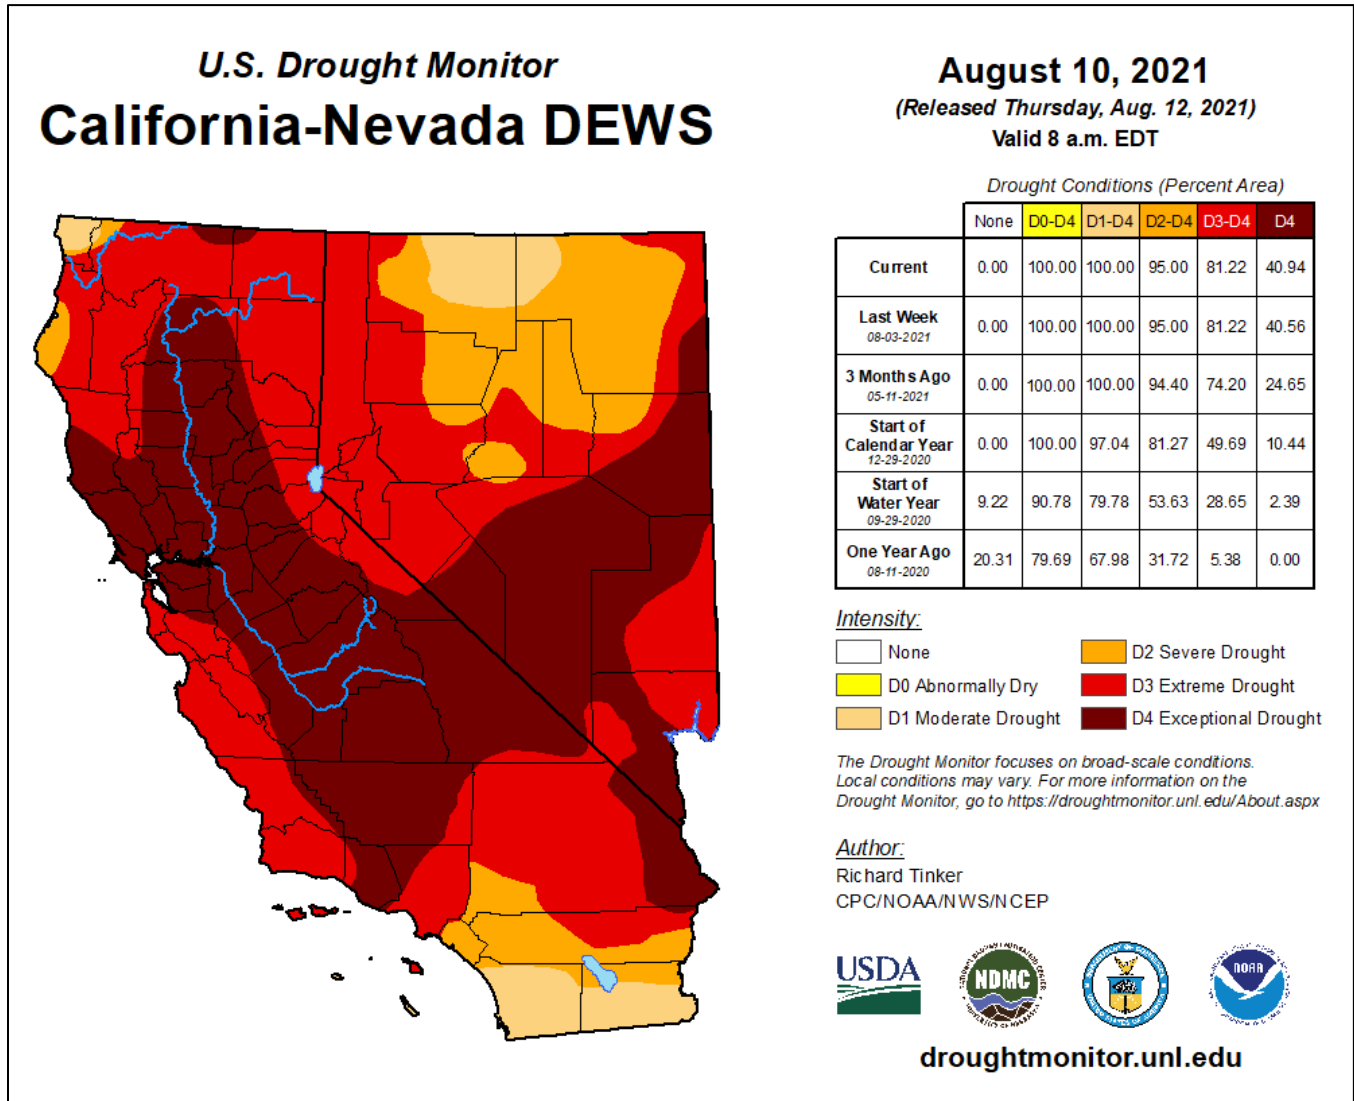 U.S. Drought Monitor
California-Nevada DEWS
August 10, 2021
(Released Thursday, Aug. 12, 2021)
Valid 8 a.m. EDT
Drought Conditions (Percent Area)
None D0-D4 D1-D4 D2-D4 D3-D4 D4
Current 0.00 100.00 100.00 95.00 81.22 40.94
Last Week
08-03-2021
0.00 100.00 100.00 95.00 81.22 40.56
3 Months Ago
05-11-2021
0.00 100.00 100.00 94.40 74.20 24.65
Start of
Calendar Year
12-29-2020
0.00 100.00 97.04 81.27 49.69 10.44
Start of
Water Year
09-29-2020
9.22 90.78 79.78 53.63 28.65 2.39
One Year Ago
08-11-2020
20.31 79.69 67.98 31.72 5.38 0.00
Intensity:
None
D0 Abnormally Dry
D1 Moderate Drought
D2 Severe Drought
D3 Extreme Drought
D4 Exceptional Drought
The Drought Monitor focuses on broad-scale conditions.
Local conditions may vary. For more information on the
Drought Monitor, go to https://droughtmonitor.unl.edu/About.aspx
Author:
Richard Tinker
CPC/NOAA/NWS/NCEP
USDA
NDMC
NOAA
droughtmonitor.unl.edu